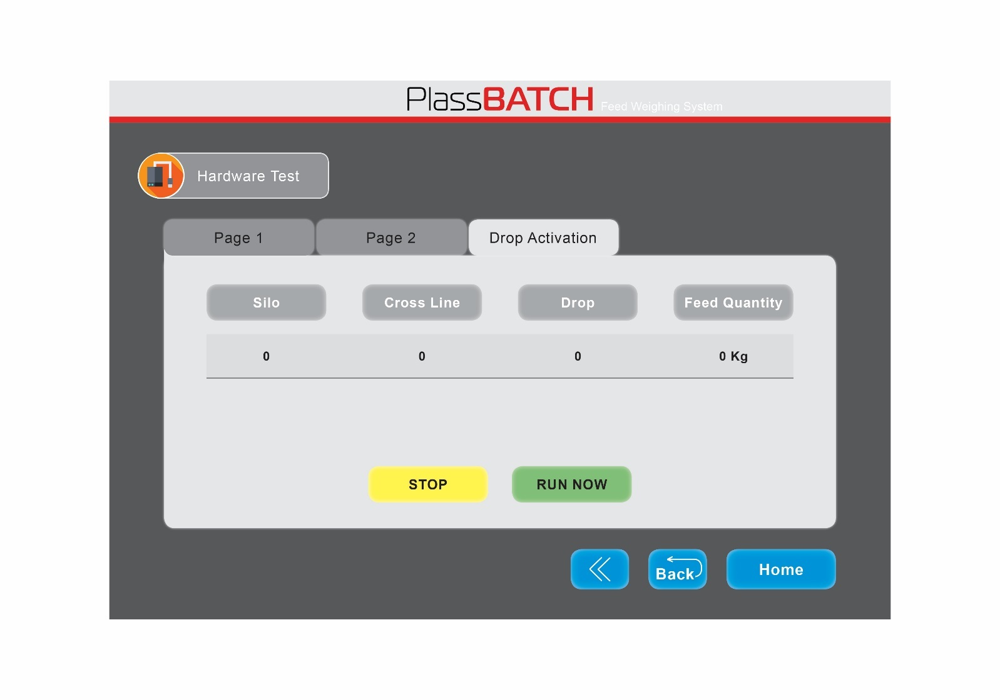 PlassBATCH Feed Weighing System
Hardware Test
Page 1 Page 2 Drop Activation
Silo Cross Line Drop Feed Quantity
0 0 0 0 Kg
STOP RUN NOW
Back Home